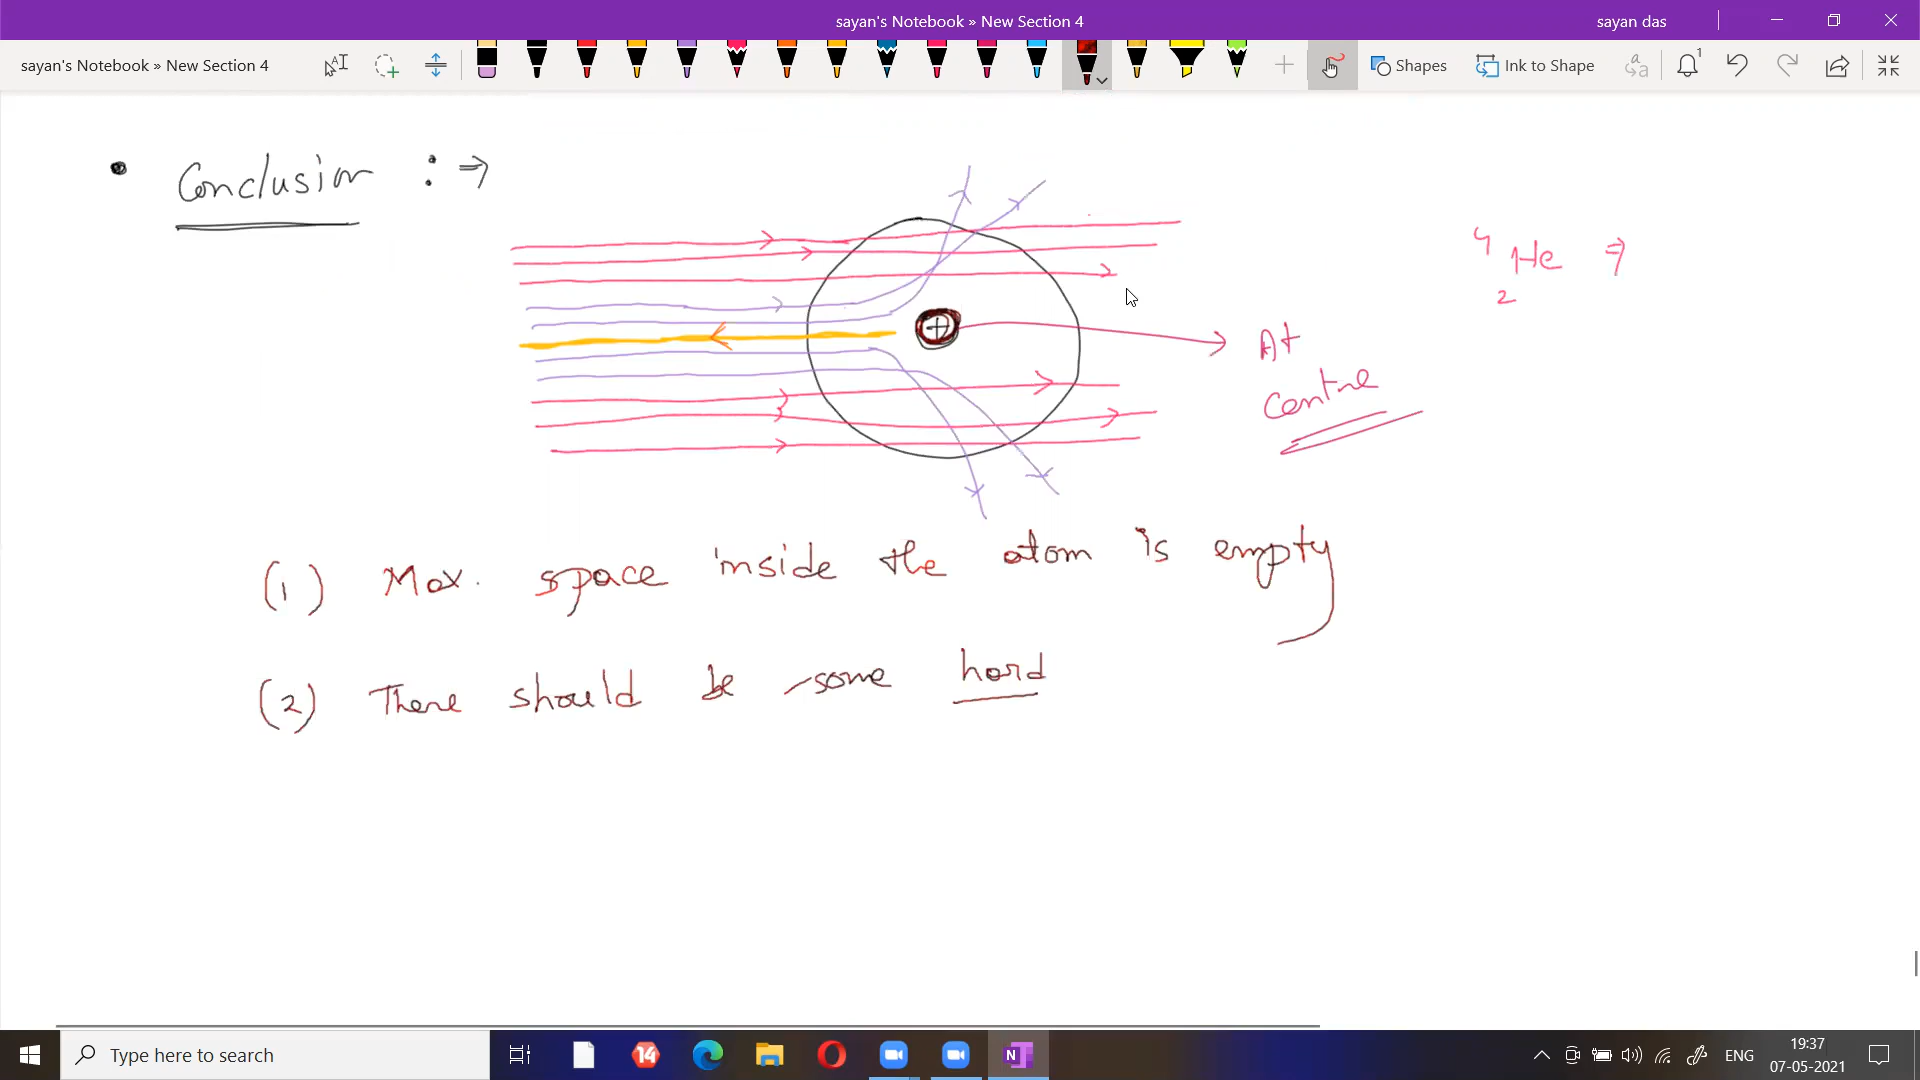 sayan's Notebook » New Section 4
sayan das
sayan's Notebook » New Section 4
Shapes
Ink to Shape
1
• Conclusion : ⇒
4
He ⇒
2
+
At
Centre
(1) Max. space inside the atom is empty
(2) There should be some hard
Type here to search
14
N
ENG
19:37
07-05-2021